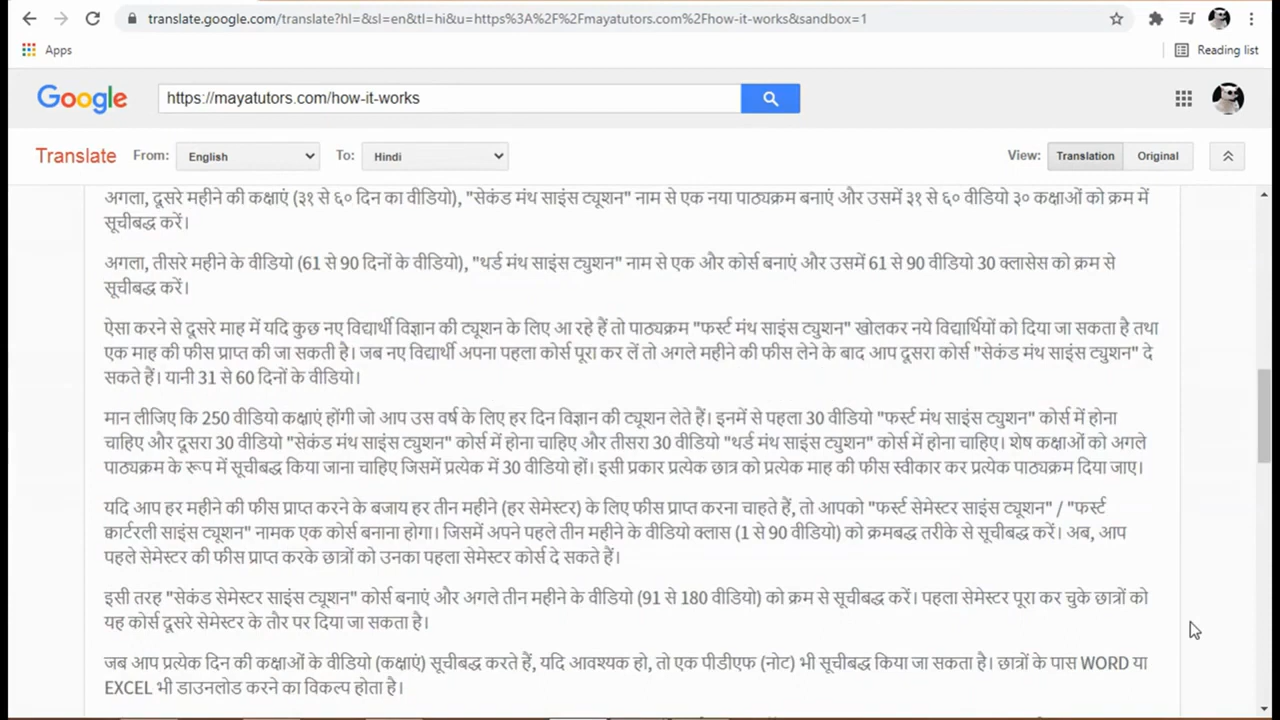 translate.google.com/translate?hl=&sl=en&tl=hi&u=https%3A%2F%2Fmayatutors.com%2Fhow-it-works&sandbox=1
Apps
Reading list
Google
https://mayatutors.com/how-it-works
Translate From: English To: Hindi View: Translation Original
अगला, दूसरे महीने की कक्षाएं (३१ से ६० दिन का वीडियो), "सेकंड मंथ साइंस ट्यूशन" नाम से एक नया पाठ्यक्रम बनाएं और उसमें ३१ से ६० वीडियो ३० कक्षाओं को क्रम में
सूचीबद्ध करें।
अगला, तीसरे महीने के वीडियो (61 से 90 दिनों के वीडियो), "थर्ड मंथ साइंस ट्युशन" नाम से एक और कोर्स बनाएं और उसमें 61 से 90 वीडियो 30 क्लासेस को क्रम से
सूचीबद्ध करें।
ऐसा करने से दूसरे माह में यदि कुछ नए विद्यार्थी विज्ञान की ट्यूशन के लिए आ रहे हैं तो पाठ्यक्रम "फर्स्ट मंथ साइंस ट्युशन" खोलकर नये विद्यार्थियों को दिया जा सकता है तथा
एक माह की फीस प्राप्त की जा सकती है। जब नए विद्यार्थी अपना पहला कोर्स पूरा कर लें तो अगले महीने की फीस लेने के बाद आप दूसरा कोर्स "सेकंड मंथ साइंस ट्युशन" दे
सकते हैं। यानी 31 से 60 दिनों के वीडियो।
मान लीजिए कि 250 वीडियो कक्षाएं होंगी जो आप उस वर्ष के लिए हर दिन विज्ञान की ट्यूशन लेते हैं। इनमें से पहला 30 वीडियो "फर्स्ट मंथ साइंस ट्युशन" कोर्स में होना
चाहिए और दूसरा 30 वीडियो "सेकंड मंथ साइंस ट्युशन" कोर्स में होना चाहिए और तीसरा 30 वीडियो "थर्ड मंथ साइंस ट्युशन" कोर्स में होना चाहिए। शेष कक्षाओं को अगले
पाठ्यक्रम के रूप में सूचीबद्ध किया जाना चाहिए जिसमें प्रत्येक में 30 वीडियो हों। इसी प्रकार प्रत्येक छात्र को प्रत्येक माह की फीस स्वीकार कर प्रत्येक पाठ्यक्रम दिया जाए।
यदि आप हर महीने की फीस प्राप्त करने के बजाय हर तीन महीने (हर सेमेस्टर) के लिए फीस प्राप्त करना चाहते हैं, तो आपको "फर्स्ट सेमेस्टर साइंस ट्यूशन" / "फर्स्ट
क्वार्टरली साइंस ट्यूशन" नामक एक कोर्स बनाना होगा। जिसमें अपने पहले तीन महीने के वीडियो क्लास (1 से 90 वीडियो) को क्रमबद्ध तरीके से सूचीबद्ध करें। अब, आप
पहले सेमेस्टर की फीस प्राप्त करके छात्रों को उनका पहला सेमेस्टर कोर्स दे सकते हैं।
इसी तरह "सेकंड सेमेस्टर साइंस ट्यूशन" कोर्स बनाएं और अगले तीन महीने के वीडियो (91 से 180 वीडियो) को क्रम से सूचीबद्ध करें। पहला सेमेस्टर पूरा कर चुके छात्रों को
यह कोर्स दूसरे सेमेस्टर के तौर पर दिया जा सकता है।
जब आप प्रत्येक दिन की कक्षाओं के वीडियो (कक्षाएं) सूचीबद्ध करते हैं, यदि आवश्यक हो, तो एक पीडीएफ (नोट) भी सूचीबद्ध किया जा सकता है। छात्रों के पास WORD या
EXCEL भी डाउनलोड करने का विकल्प होता है।